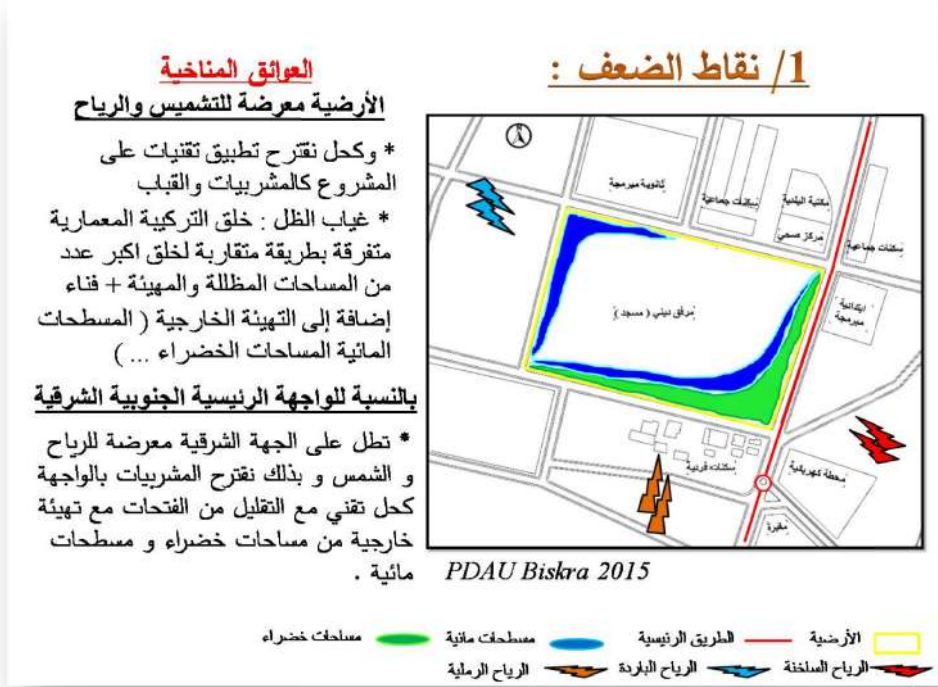 1/ نقاط الضعف :
العوائق المناخية
الأرضية معرضة للتشميس والرياح
* وكحل نقترح تطبيق تقنيات على
المشروع كالمشربيات والقباب
* غياب الظل : خلق التركيبة المعمارية
متفرقة بطريقة متقاربة لخلق اكبر عدد
من المساحات المظللة والمهيئة + فناء
إضافة إلى التهيئة الخارجية ( المسطحات
المائية المساحات الخضراء ... )
بالنسبة للواجهة الرئيسية الجنوبية الشرقية
* تطل على الجهة الشرقية معرضة للرياح
و الشمس و بذلك نقترح المشربيات بالواجهة
كحل تقني مع التقليل من الفتحات مع تهيئة
خارجية من مساحات خضراء و مسطحات
مائية .
ثانوية مبرمجة
سكنات جماعية
مكتبة البلدية
مركز صحي
سكنات جماعية
ابتدائية
مبرمجة
مرفق ديني ( مسجد )
سكنات فردية
محطة كهربائية
مقبرة
PDAU Biskra 2015
الأرضية
الطريق الرئيسية
مسطحات مائية
مساحات خضراء
الرياح الساخنة
الرياح الباردة
الرياح الرملية